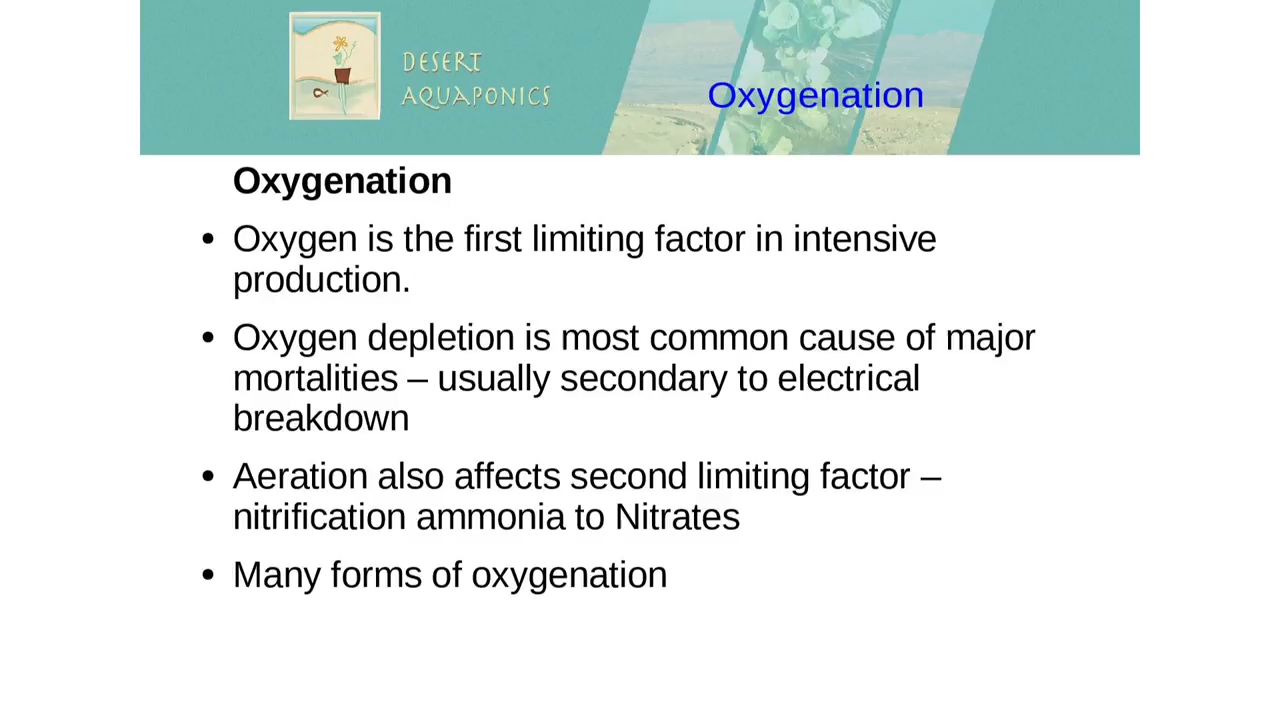 DESERT
AQUAPONICS
Oxygenation
Oxygenation
• Oxygen is the first limiting factor in intensive
production.
• Oxygen depletion is most common cause of major
mortalities – usually secondary to electrical
breakdown
• Aeration also affects second limiting factor –
nitrification ammonia to Nitrates
• Many forms of oxygenation